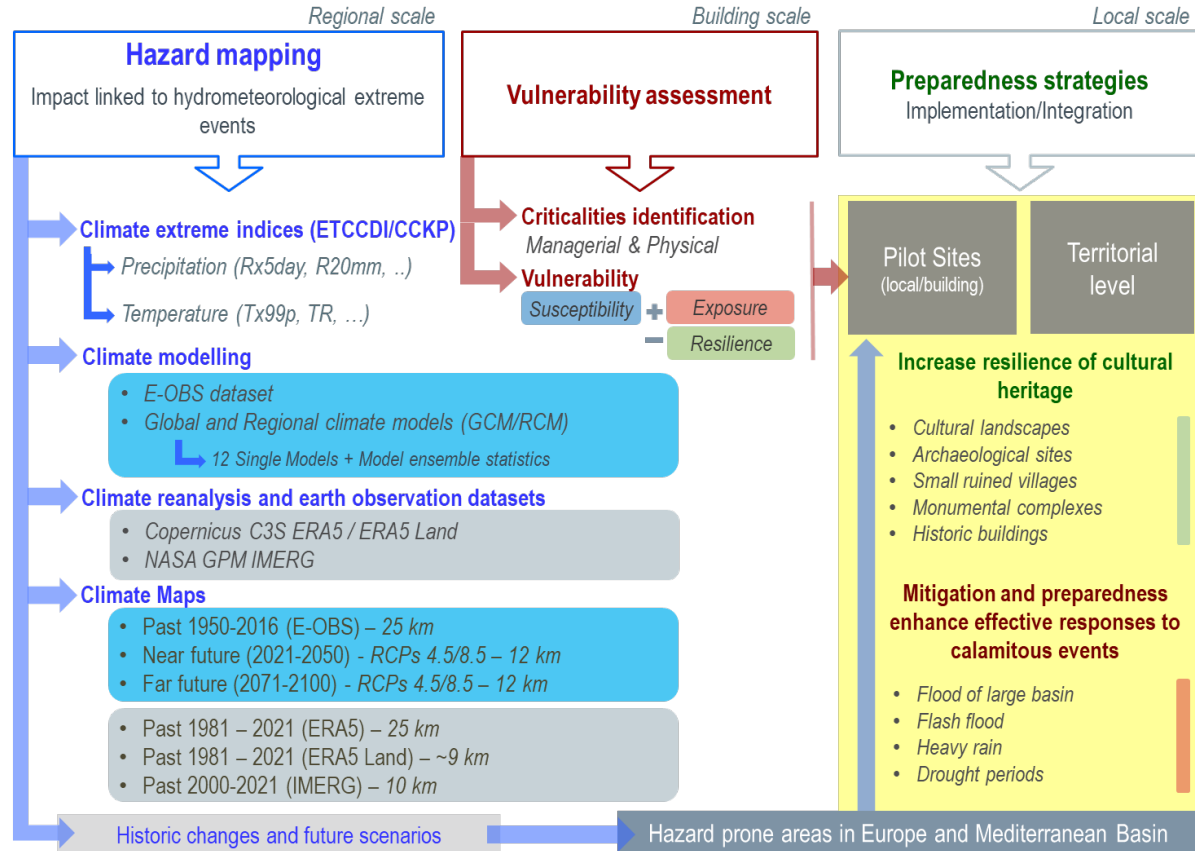 Regional scale
Hazard mapping
Impact linked to hydrometeorological extreme
events
Climate extreme indices (ETCCDI/CCKP)
Precipitation (Rx5day, R20mm, ..)
Temperature (Tx99p, TR, …)
Climate modelling
• E-OBS dataset
• Global and Regional climate models (GCM/RCM)
12 Single Models + Model ensemble statistics
Climate reanalysis and earth observation datasets
• Copernicus C3S ERA5 / ERA5 Land
• NASA GPM IMERG
Climate Maps
• Past 1950-2016 (E-OBS) – 25 km
• Near future (2021-2050) - RCPs 4.5/8.5 – 12 km
• Far future (2071-2100) - RCPs 4.5/8.5 – 12 km
• Past 1981 – 2021 (ERA5) – 25 km
• Past 1981 – 2021 (ERA5 Land) – ~9 km
• Past 2000-2021 (IMERG) – 10 km
Historic changes and future scenarios
Building scale
Vulnerability assessment
Criticalities identification
Managerial & Physical
Vulnerability
Susceptibility + Exposure
– Resilience
Local scale
Preparedness strategies
Implementation/Integration
Pilot Sites
(local/building)
Territorial
level
Increase resilience of cultural
heritage
• Cultural landscapes
• Archaeological sites
• Small ruined villages
• Monumental complexes
• Historic buildings
Mitigation and preparedness
enhance effective responses to
calamitous events
• Flood of large basin
• Flash flood
• Heavy rain
• Drought periods
Hazard prone areas in Europe and Mediterranean Basin